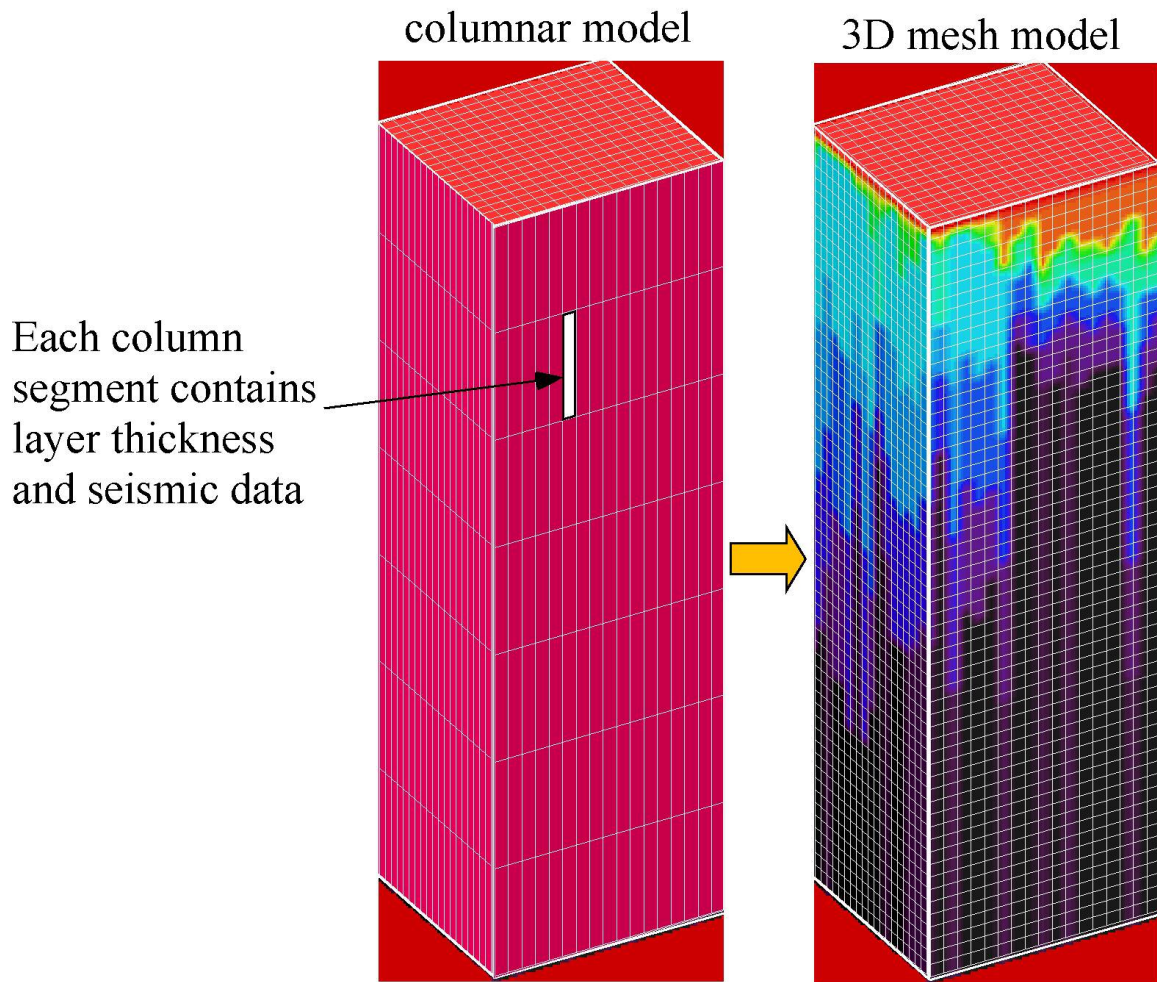 columnar model
3D mesh model
Each column
segment contains
layer thickness
and seismic data